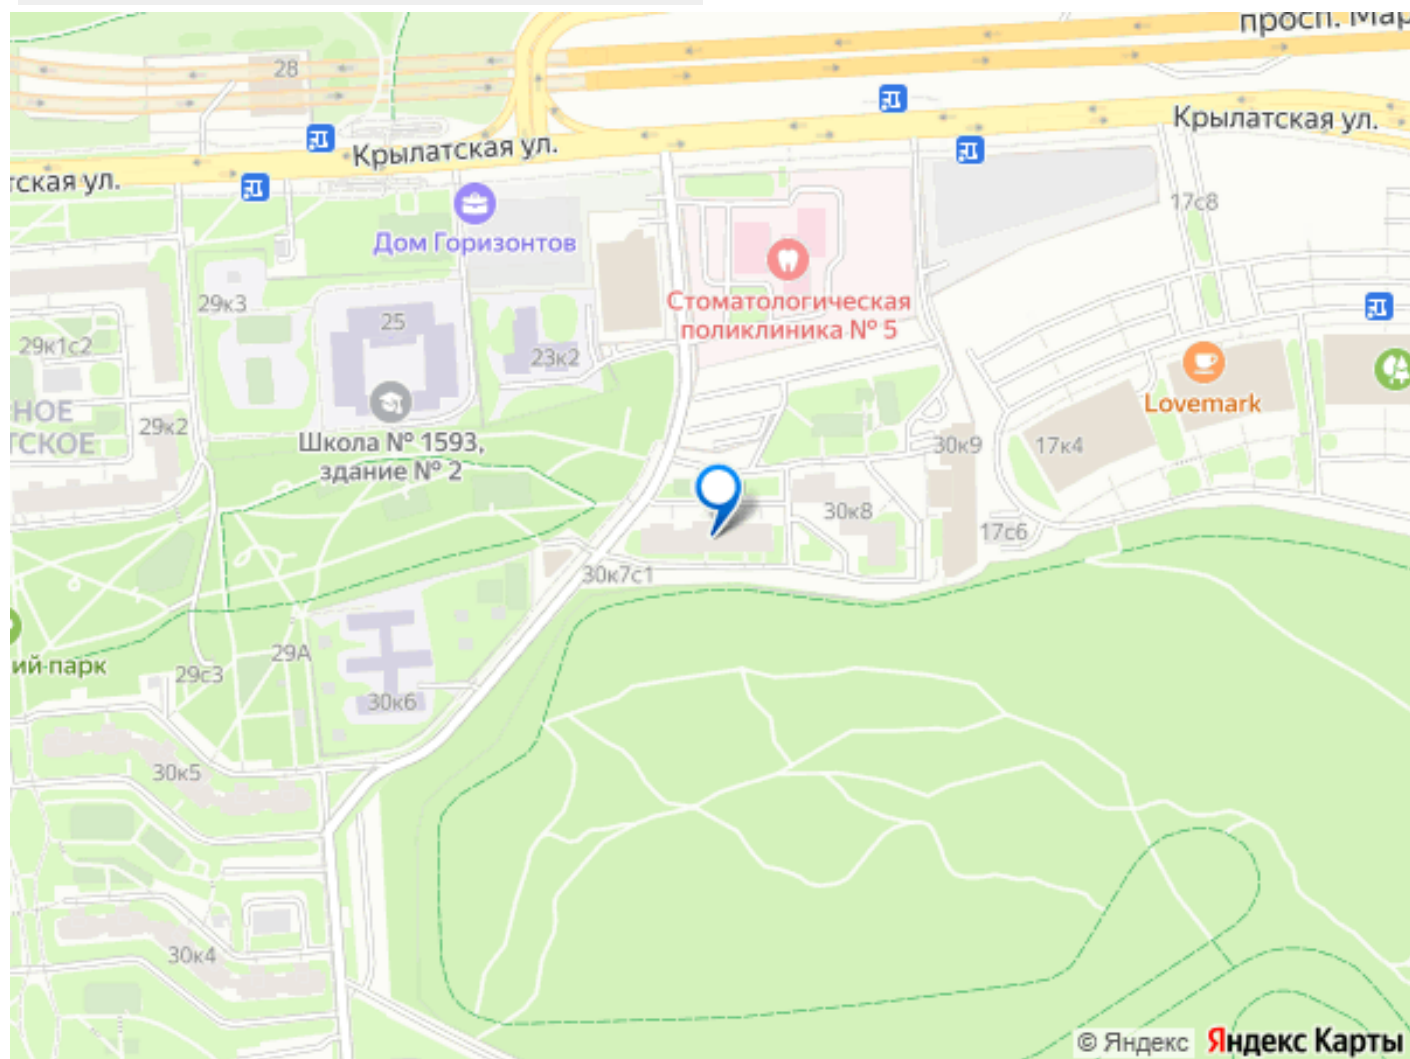 просп. Мар
28
Крылатская ул.
Крылатская ул.
тская ул.
17с8
Дом Горизонтов
29к3
Стоматологическая
поликлиника № 5
25
29к1с2
23к2
НОЕ
ТСКОЕ
29к2
Lovemark
Школа № 1593,
здание № 2
30к9
17к4
30к8
17с6
30к7с1
29А
ий парк
29с3
30к6
30к5
30к4
© Яндекс Яндекс Карты